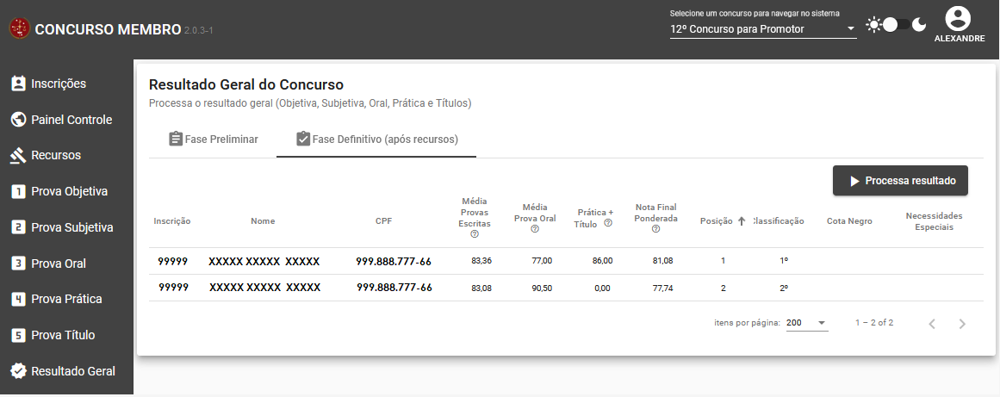 CONCURSO MEMBRO 2.0.3-1
Selecione um concurso para navegar no sistema
12º Concurso para Promotor
ALEXANDRE
Inscrições
Painel Controle
Recursos
1 Prova Objetiva
2 Prova Subjetiva
3 Prova Oral
4 Prova Prática
5 Prova Título
Resultado Geral
Resultado Geral do Concurso
Processa o resultado geral (Objetiva, Subjetiva, Oral, Prática e Títulos)
Fase Preliminar
Fase Definitivo (após recursos)
Processa resultado
Inscrição
Nome
CPF
Média
Provas
Escritas
Média
Prova Oral
Prática +
Título
Nota Final
Ponderada
Posição
Classificação
Cota Negro
Necessidades
Especiais
99999 XXXXX XXXXX XXXXX 999.888.777-66 83,36 77,00 86,00 81,08 1 1º
99999 XXXXX XXXXX XXXXX 999.888.777-66 83,08 90,50 0,00 77,74 2 2º
itens por página: 200 1 – 2 of 2